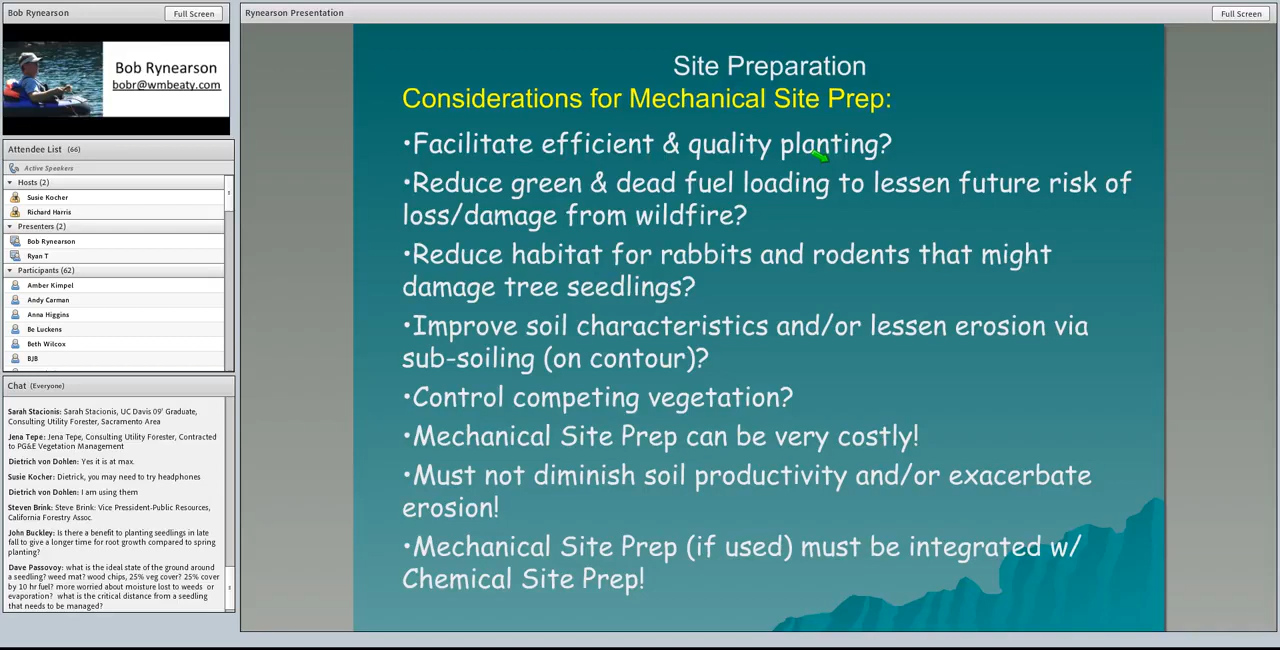 Bob Rynearson
Full Screen
Bob Rynearson
bobr@wmbeaty.com
Attendee List (66)
Active Speakers
Hosts (2)
Susie Kocher
Richard Harris
Presenters (2)
Bob Rynearson
Ryan T
Participants (62)
Amber Kimpel
Andy Carman
Anna Higgins
Be Luckens
Beth Wilcox
BJB
Chat (Everyone)
Sarah Stacionis: Sarah Stacionis, UC Davis 09' Graduate,
Consulting Utility Forester, Sacramento Area
Jena Tepe: Jena Tepe, Consulting Utility Forester, Contracted
to PG&E Vegetation Management
Dietrich von Dohlen: Yes it is at max.
Susie Kocher: Dietrick, you may need to try headphones
Dietrich von Dohlen: I am using them
Steven Brink: Steve Brink: Vice President-Public Resources,
California Forestry Assoc.
John Buckley: Is there a benefit to planting seedlings in late
fall to give a longer time for root growth compared to spring
planting?
Dave Passovoy: what is the ideal state of the ground around
a seedling? weed mat? wood chips, 25% veg cover? 25% cover
by 10 hr fuel? more worried about moisture lost to weeds or
evaporation? what is the critical distance from a seedling
that needs to be managed?
Rynearson Presentation
Full Screen
Site Preparation
Considerations for Mechanical Site Prep:
•Facilitate efficient & quality planting?
•Reduce green & dead fuel loading to lessen future risk of
loss/damage from wildfire?
•Reduce habitat for rabbits and rodents that might
damage tree seedlings?
•Improve soil characteristics and/or lessen erosion via
sub-soiling (on contour)?
•Control competing vegetation?
•Mechanical Site Prep can be very costly!
•Must not diminish soil productivity and/or exacerbate
erosion!
•Mechanical Site Prep (if used) must be integrated w/
Chemical Site Prep!